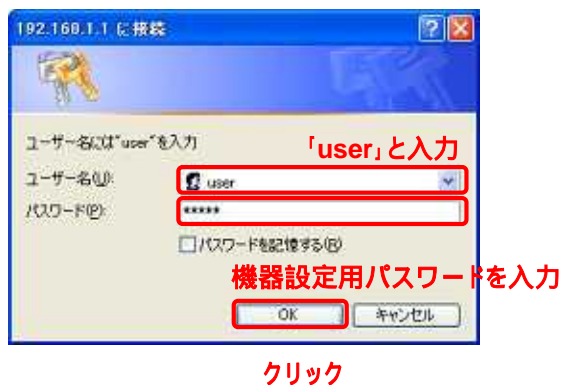 192.168.1.1 に接続
ユーザー名には"user"を入力
「user」と入力
ユーザー名(U):
user
パスワード(P):
*****
パスワードを記憶する(R)
機器設定用パスワードを入力
OK
キャンセル
クリック